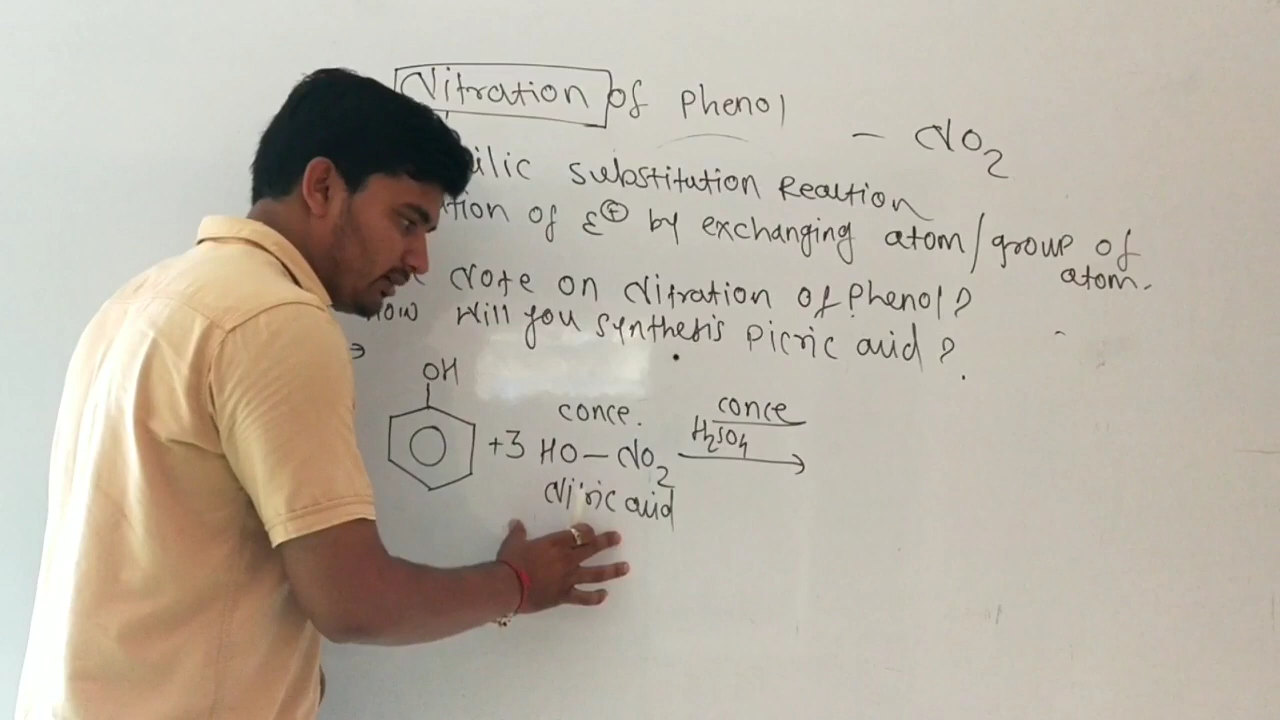 Nitration of Phenol
- NO2
ilic substitution Reaction
tion of ε⊕ by exchanging atom/group of
atom.
Note on Nitration of Phenol?
How will you synthesis picric acid?
→
OH
conce. conce
+3 HO-NO2 H2SO4 →
Nitric acid